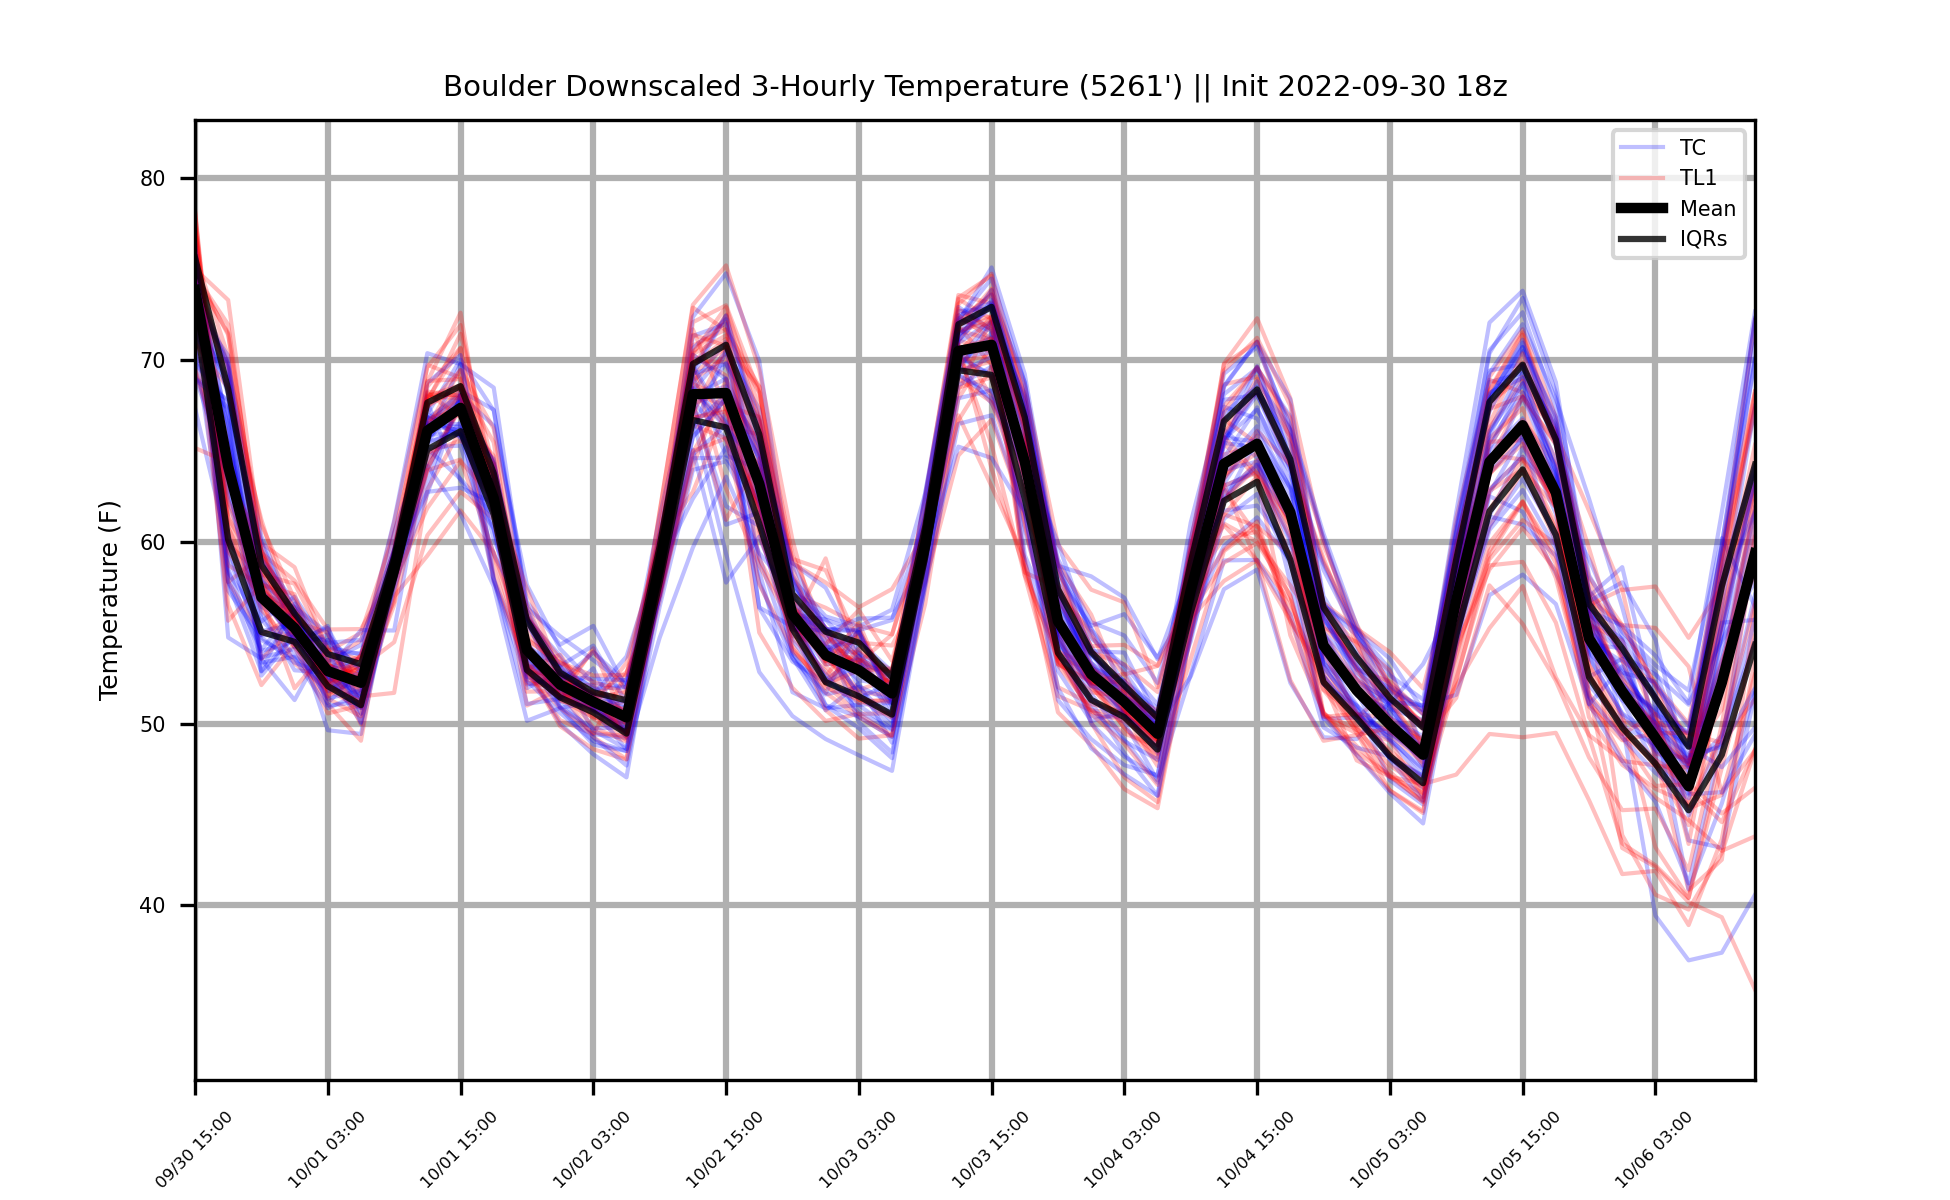 Boulder Downscaled 3-Hourly Temperature (5261') || Init 2022-09-30 18z
TC
TL1
Mean
IQRs
Temperature (F)
80
70
60
50
40
09/30 15:00
10/01 03:00
10/01 15:00
10/02 03:00
10/02 15:00
10/03 03:00
10/03 15:00
10/04 03:00
10/04 15:00
10/05 03:00
10/05 15:00
10/06 03:00